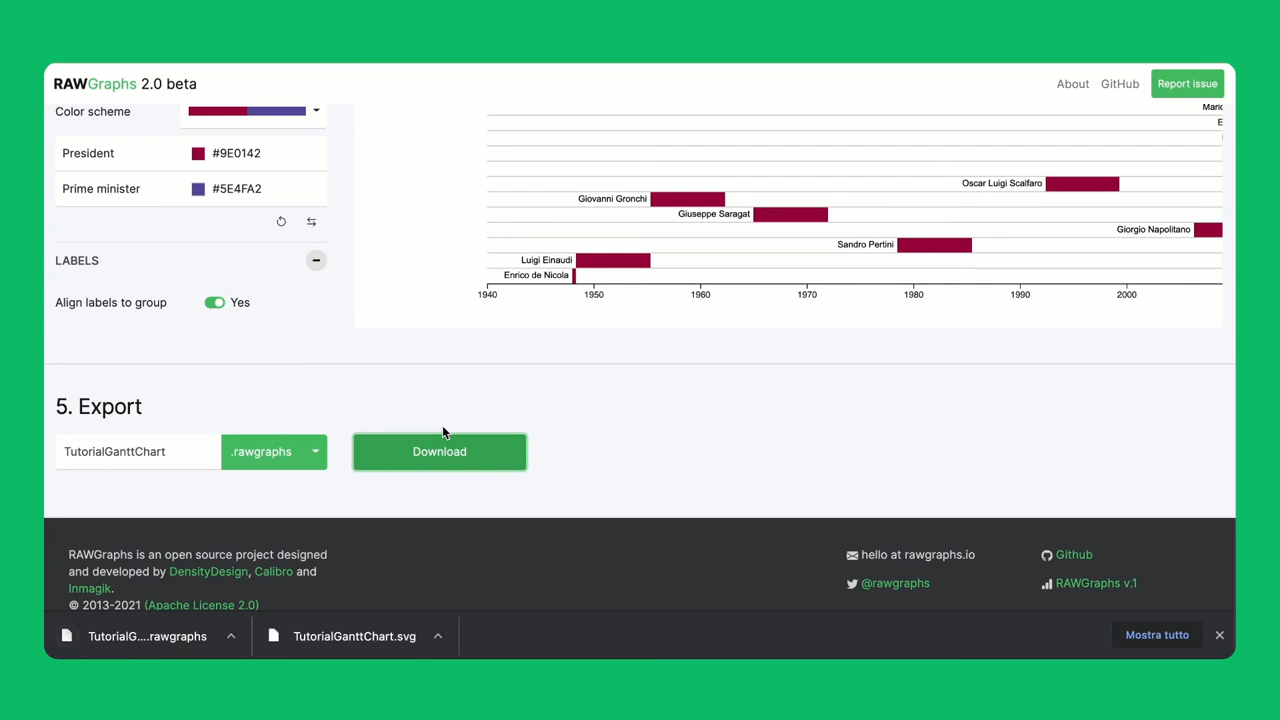 RAWGraphs 2.0 beta
About GitHub Report issue
Color scheme
President #9E0142
Prime minister #5E4FA2
LABELS
Align labels to group Yes
Oscar Luigi Scalfaro
Giovanni Gronchi
Giuseppe Saragat
Giorgio Napolitano
Sandro Pertini
Luigi Einaudi
Enrico de Nicola
1940 1950 1960 1970 1980 1990 2000
5. Export
TutorialGanttChart .rawgraphs Download
RAWGraphs is an open source project designed
and developed by DensityDesign, Calibro and
Inmagik.
© 2013-2021 (Apache License 2.0)
hello at rawgraphs.io Github
@rawgraphs RAWGraphs v.1
TutorialG....rawgraphs TutorialGanttChart.svg Mostra tutto